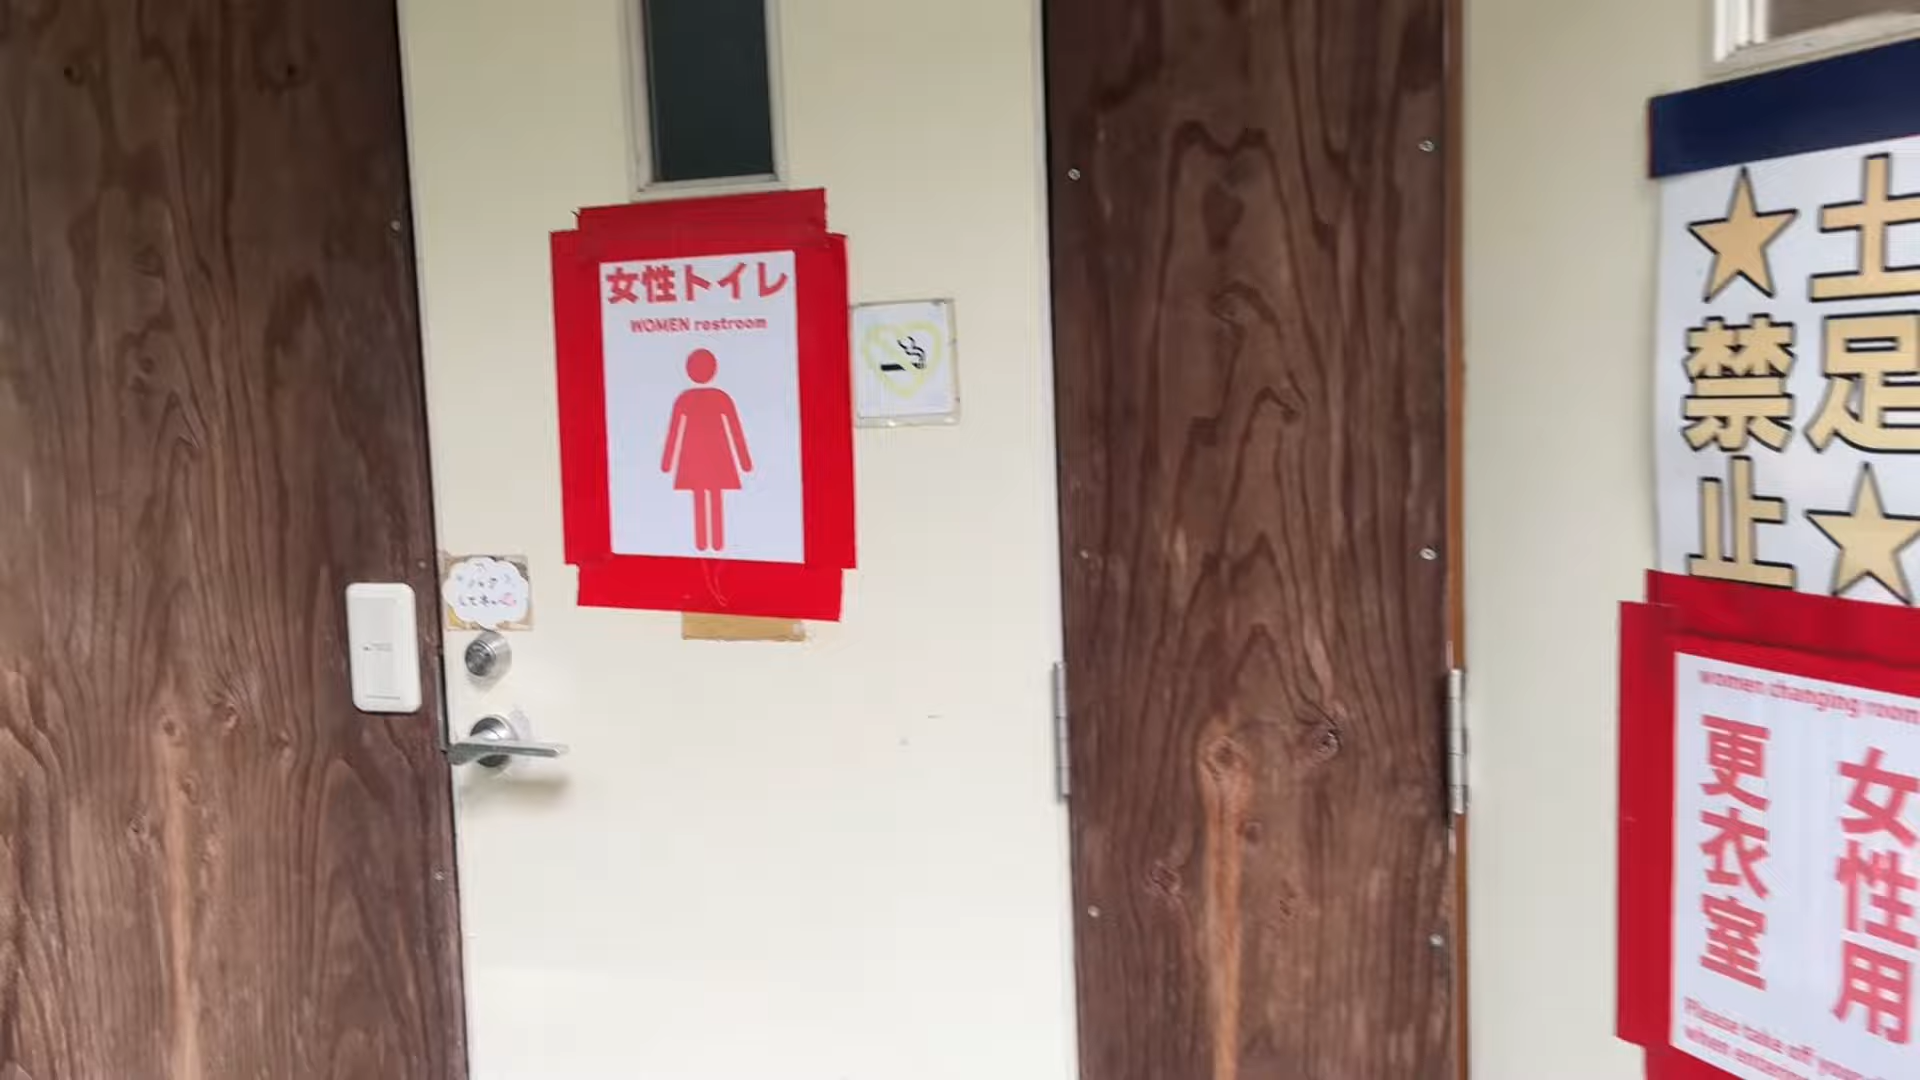 女性トイレ
WOMEN restroom
★土足
禁止★
women changing room
女性用
更衣室
Please take off your
when